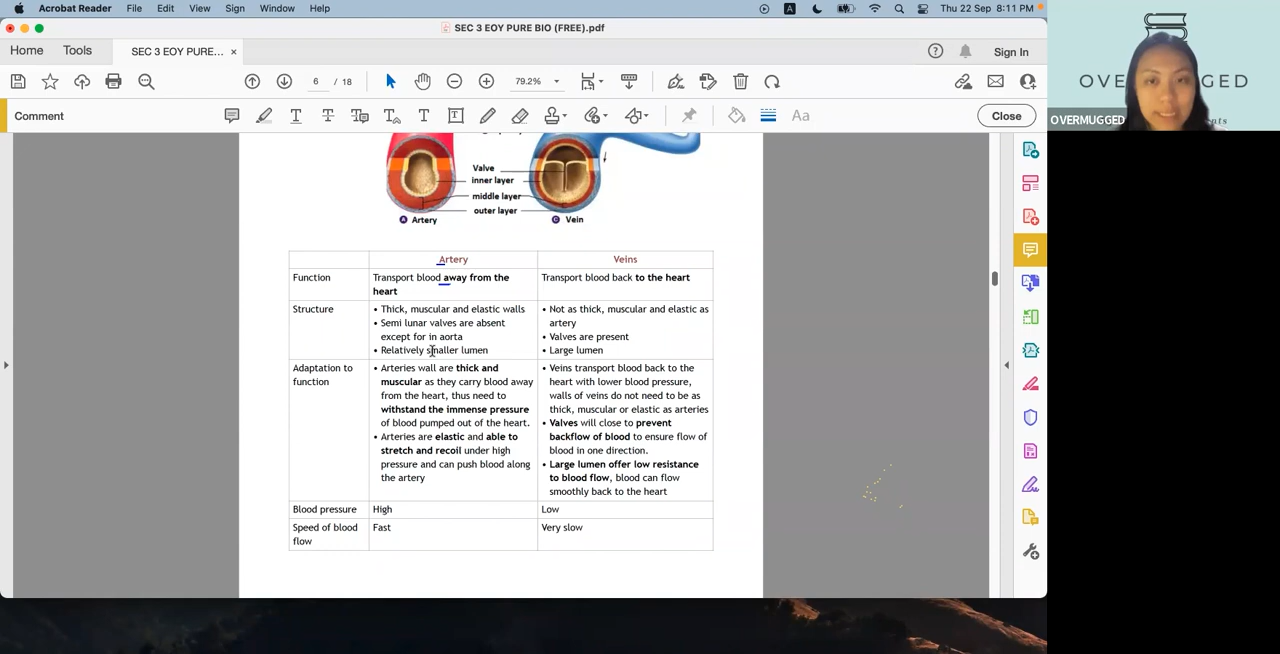 Acrobat Reader File Edit View Sign Window Help Thu 22 Sep 8:11 PM
SEC 3 EOY PURE BIO (FREE).pdf
Home Tools SEC 3 EOY PURE... × Sign In
6 / 18 79.2%
Comment Close
OVERMUGGED
Valve
inner layer
middle layer
outer layer
A Artery
C Vein
Artery Veins
Function Transport blood away from the Transport blood back to the heart
heart
Structure • Thick, muscular and elastic walls • Not as thick, muscular and elastic as
• Semi lunar valves are absent artery
except for in aorta • Valves are present
• Relatively smaller lumen • Large lumen
Adaptation to • Arteries wall are thick and • Veins transport blood back to the
function muscular as they carry blood away heart with lower blood pressure,
from the heart, thus need to walls of veins do not need to be as
withstand the immense pressure thick, muscular or elastic as arteries
of blood pumped out of the heart. • Valves will close to prevent
• Arteries are elastic and able to backflow of blood to ensure flow of
stretch and recoil under high blood in one direction.
pressure and can push blood along • Large lumen offer low resistance
the artery to blood flow, blood can flow
smoothly back to the heart
Blood pressure High Low
Speed of blood Fast Very slow
flow